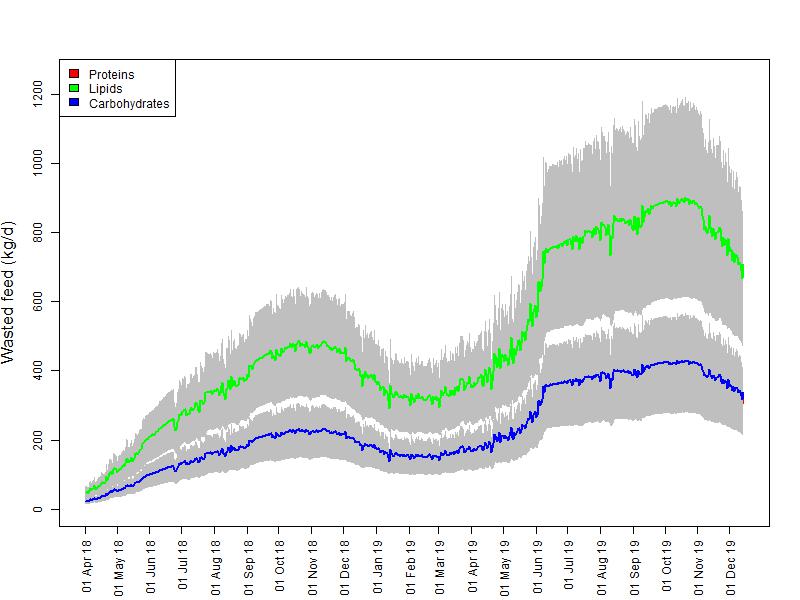 Proteins
Lipids
Carbohydrates
Wasted feed (kg/d)
1200
1000
800
600
400
200
0
01 Apr 18
01 May 18
01 Jun 18
01 Jul 18
01 Aug 18
01 Sep 18
01 Oct 18
01 Nov 18
01 Dec 18
01 Jan 19
01 Feb 19
01 Mar 19
01 Apr 19
01 May 19
01 Jun 19
01 Jul 19
01 Aug 19
01 Sep 19
01 Oct 19
01 Nov 19
01 Dec 19